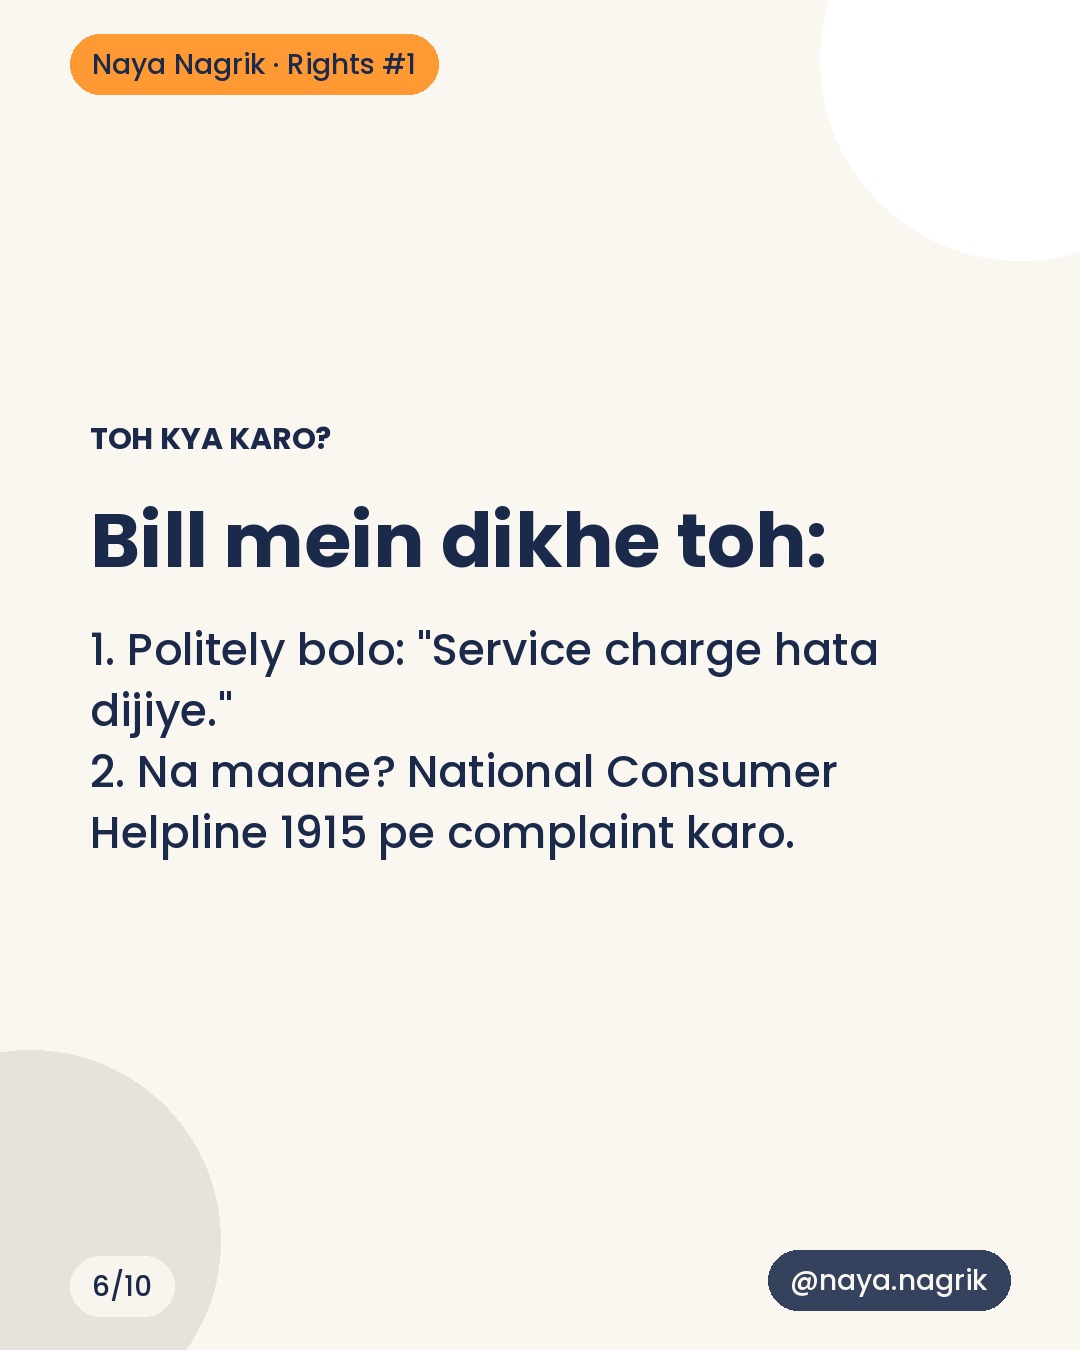 Naya Nagrik · Rights #1
TOH KYA KARO?
Bill mein dikhe toh:
1. Politely bolo: "Service charge hata
dijiye."
2. Na maane? National Consumer
Helpline 1915 pe complaint karo.
6/10
@naya.nagrik